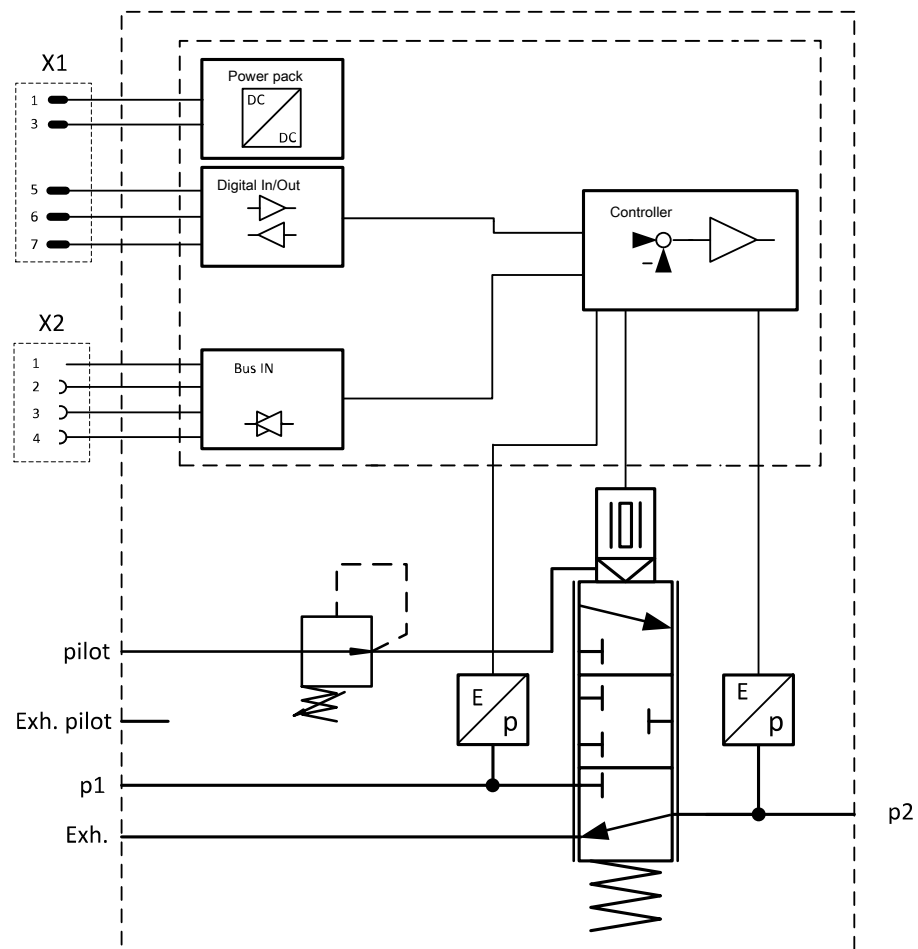 X1
1
3
5
6
7
Power pack
DC
DC
Digital In/Out
Controller
-
X2
1
2
3
4
Bus IN
pilot
Exh. pilot
p1
Exh.
E
p
E
p
p2